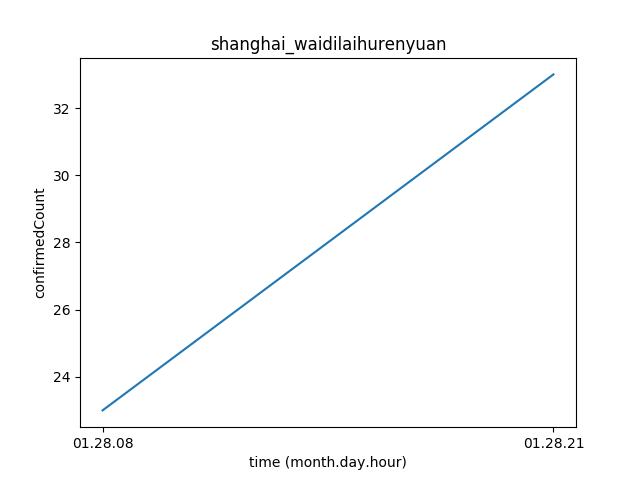 shanghai_waidilaihurenyuan
confirmedCount
32
30
28
26
24
01.28.08
01.28.21
time (month.day.hour)